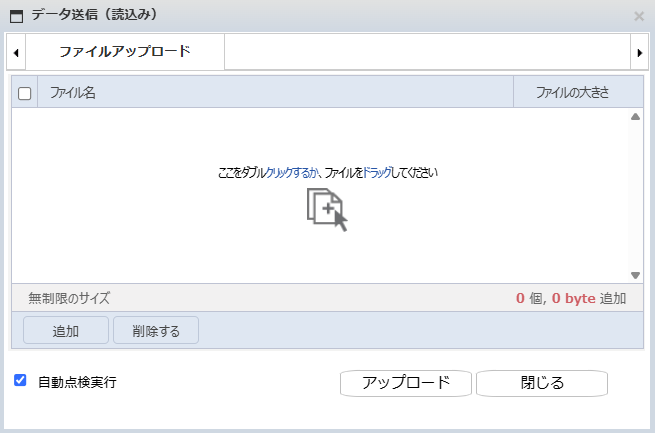 データ送信（読込み）
ファイルアップロード
ファイル名 ファイルの大きさ
ここをダブルクリックするか、ファイルをドラッグしてください
無制限のサイズ 0 個, 0 byte 追加
追加 削除する
自動点検実行 アップロード 閉じる